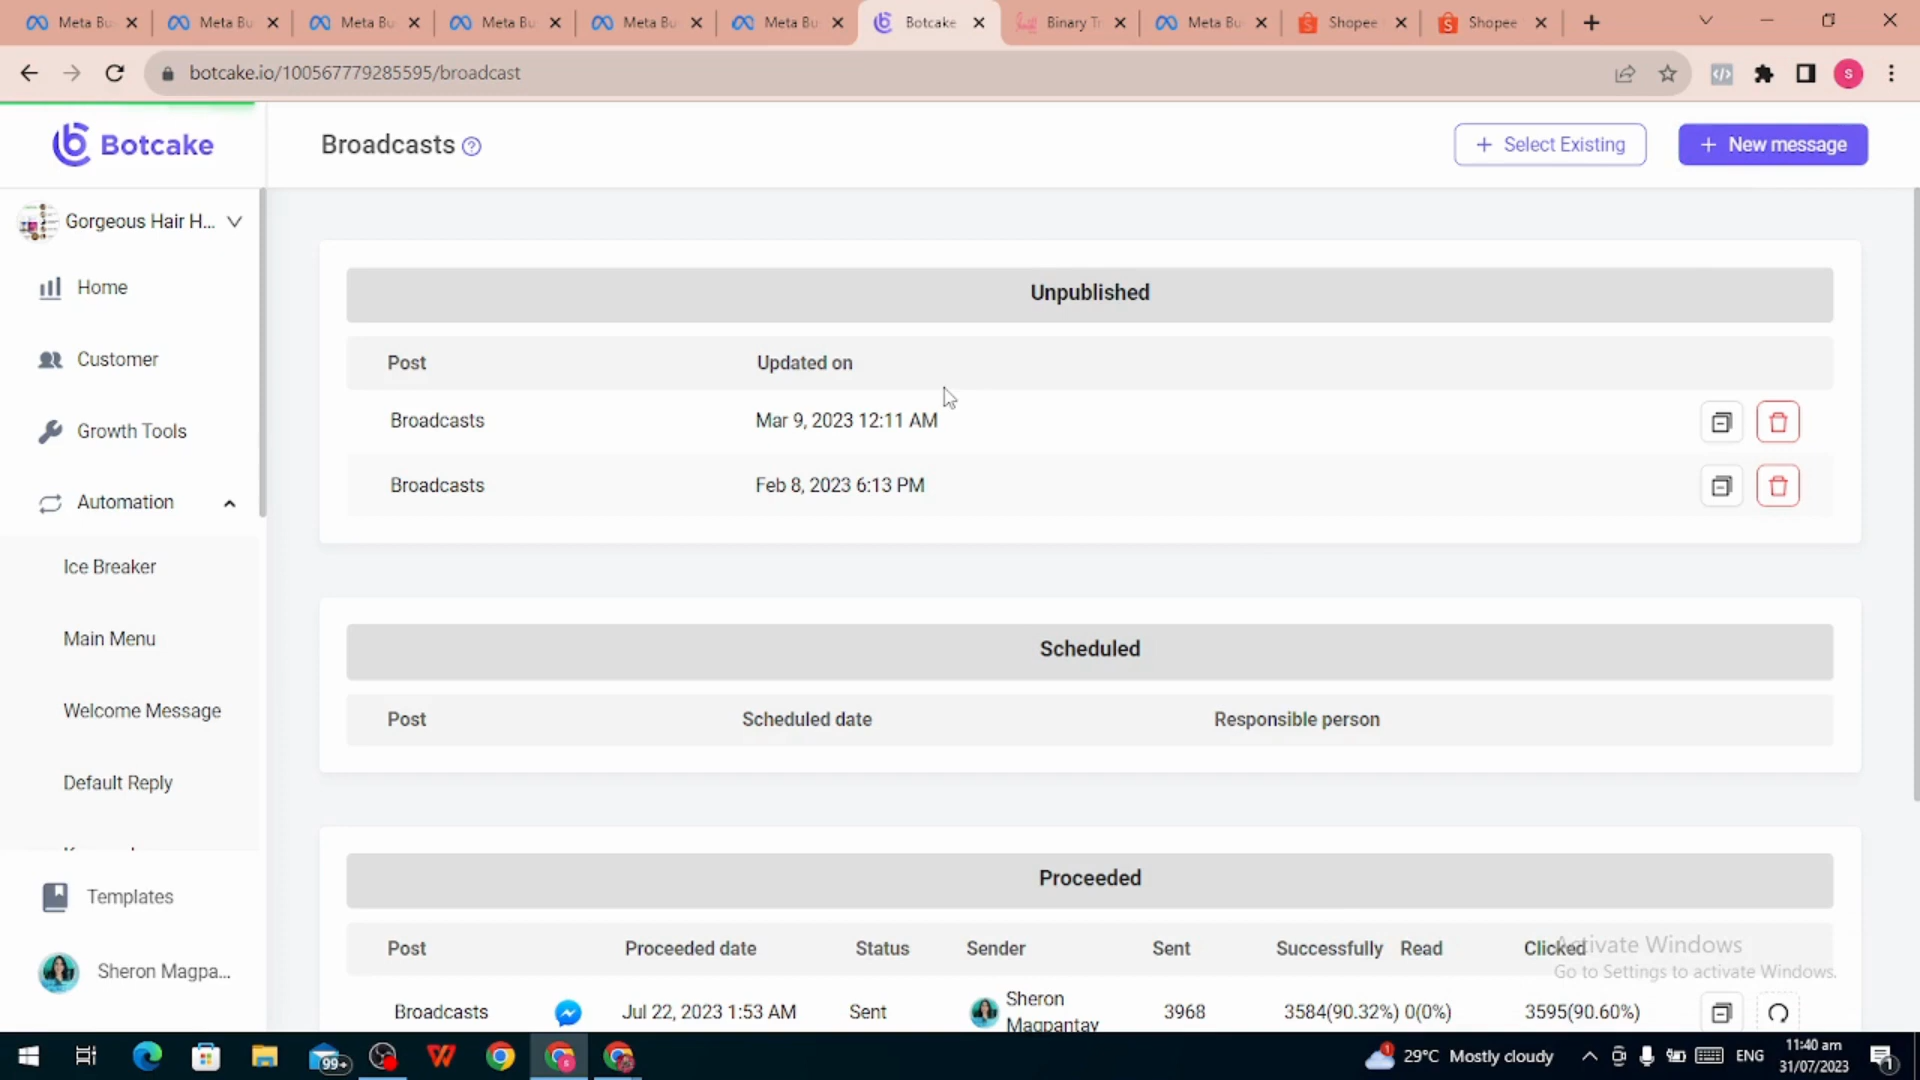 Meta Bu
Meta Bu
Meta Bu
Meta Bu
Meta Bu
Meta Bu
Botcake
Binary Tr
Meta Bu
Shopee
Shopee
botcake.io/100567779285595/broadcast
S
Botcake
Broadcasts
+ Select Existing
+ New message
Gorgeous Hair H...
Home
Customer
Growth Tools
Automation
Ice Breaker
Main Menu
Welcome Message
Default Reply
Templates
Sheron Magpa...
Unpublished
Post Updated on
Broadcasts Mar 9, 2023 12:11 AM
Broadcasts Feb 8, 2023 6:13 PM
Scheduled
Post Scheduled date Responsible person
Proceeded
Post Proceeded date Status Sender Sent Successfully Read Clicked
Broadcasts Jul 22, 2023 1:53 AM Sent Sheron Magpantay 3968 3584(90.32%) 0(0%) 3595(90.60%)
Activate Windows
Go to Settings to activate Windows.
99+
29°C Mostly cloudy
ENG
11:40 am
31/07/2023
1